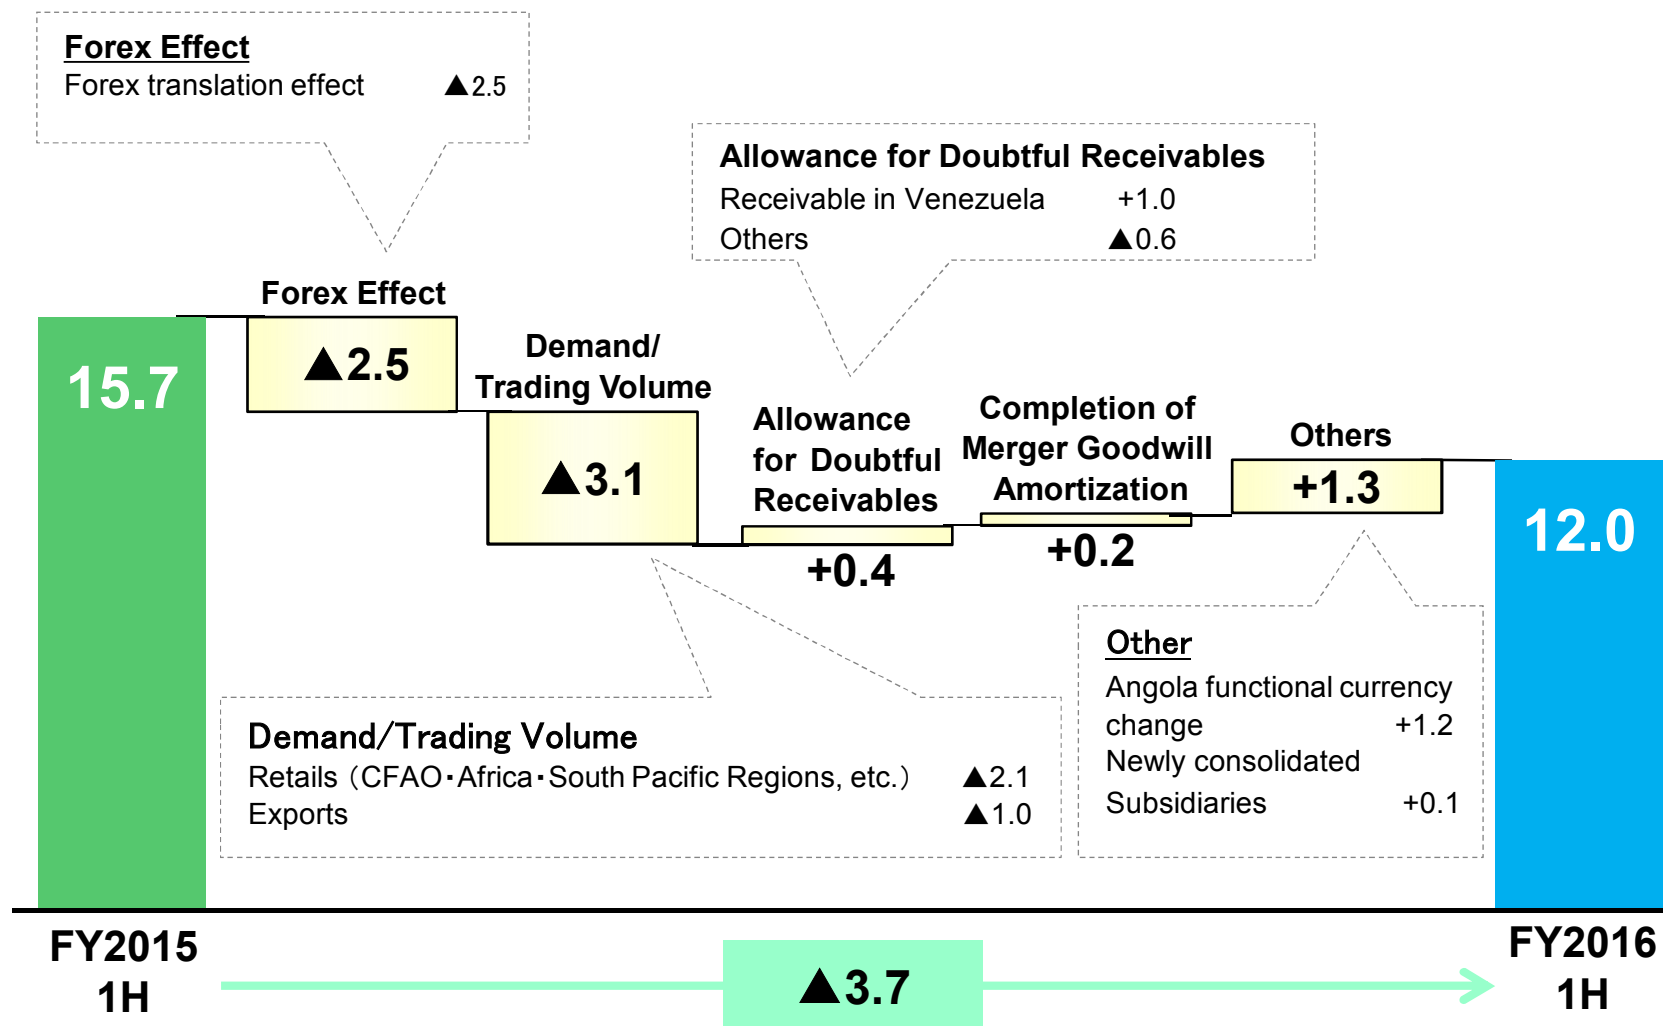 Forex Effect
Forex translation effect ▲2.5
Allowance for Doubtful Receivables
Receivable in Venezuela +1.0
Others ▲0.6
Forex Effect
▲2.5
15.7
Demand/
Trading Volume
▲3.1
Allowance
for Doubtful
Receivables
+0.4
Completion of
Merger Goodwill
Amortization
+0.2
Others
+1.3
12.0
Demand/Trading Volume
Retails（CFAO・Africa・South Pacific Regions, etc.） ▲2.1
Exports ▲1.0
Other
Angola functional currency
change +1.2
Newly consolidated
Subsidiaries +0.1
FY2015
1H
▲3.7
FY2016
1H